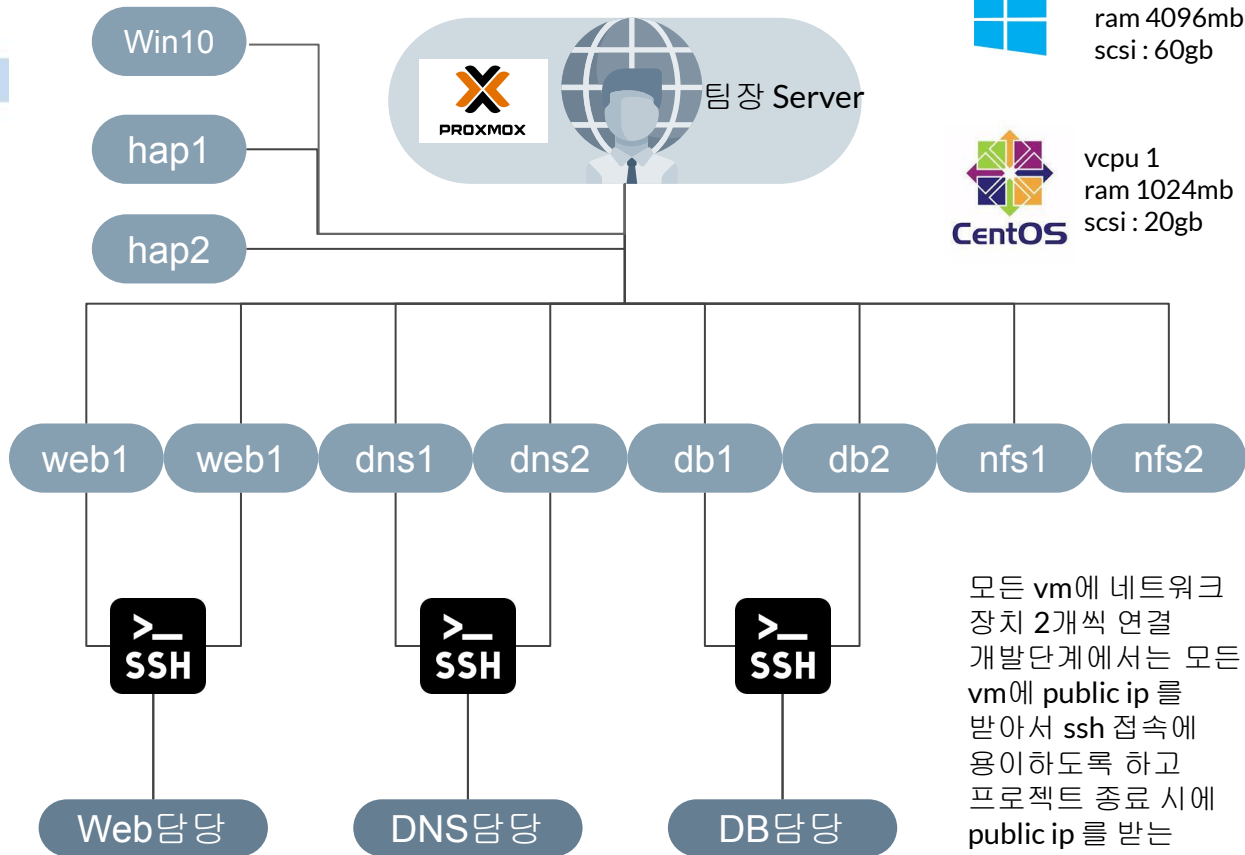 Win10
hap1
hap2
PROXMOX
팀장 Server
ram 4096mb
scsi : 60gb
CentOS
vcpu 1
ram 1024mb
scsi : 20gb
web1
web1
dns1
dns2
db1
db2
nfs1
nfs2
>_
SSH
>_
SSH
>_
SSH
Web담당
DNS담당
DB담당
모든 vm에 네트워크
장치 2개씩 연결
개발단계에서는 모든
vm에 public ip 를
받아서 ssh 접속에
용이하도록 하고
프로젝트 종료 시에
public ip 를 받는